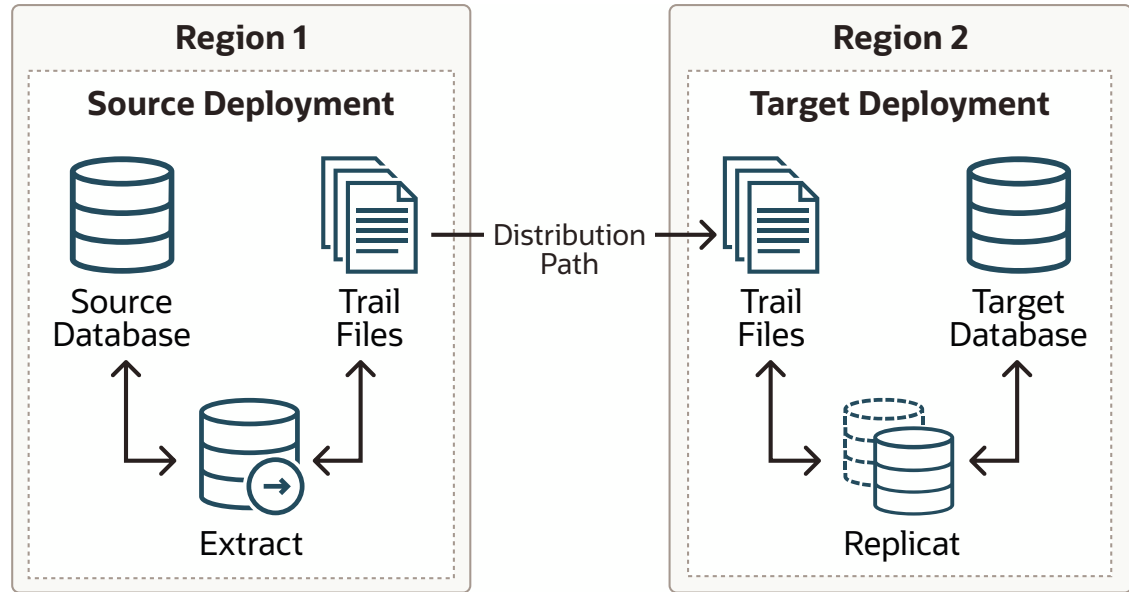 Region 1
Source Deployment
Source
Database
Trail
Files
Extract
Distribution
Path
Region 2
Target Deployment
Trail
Files
Target
Database
Replicat